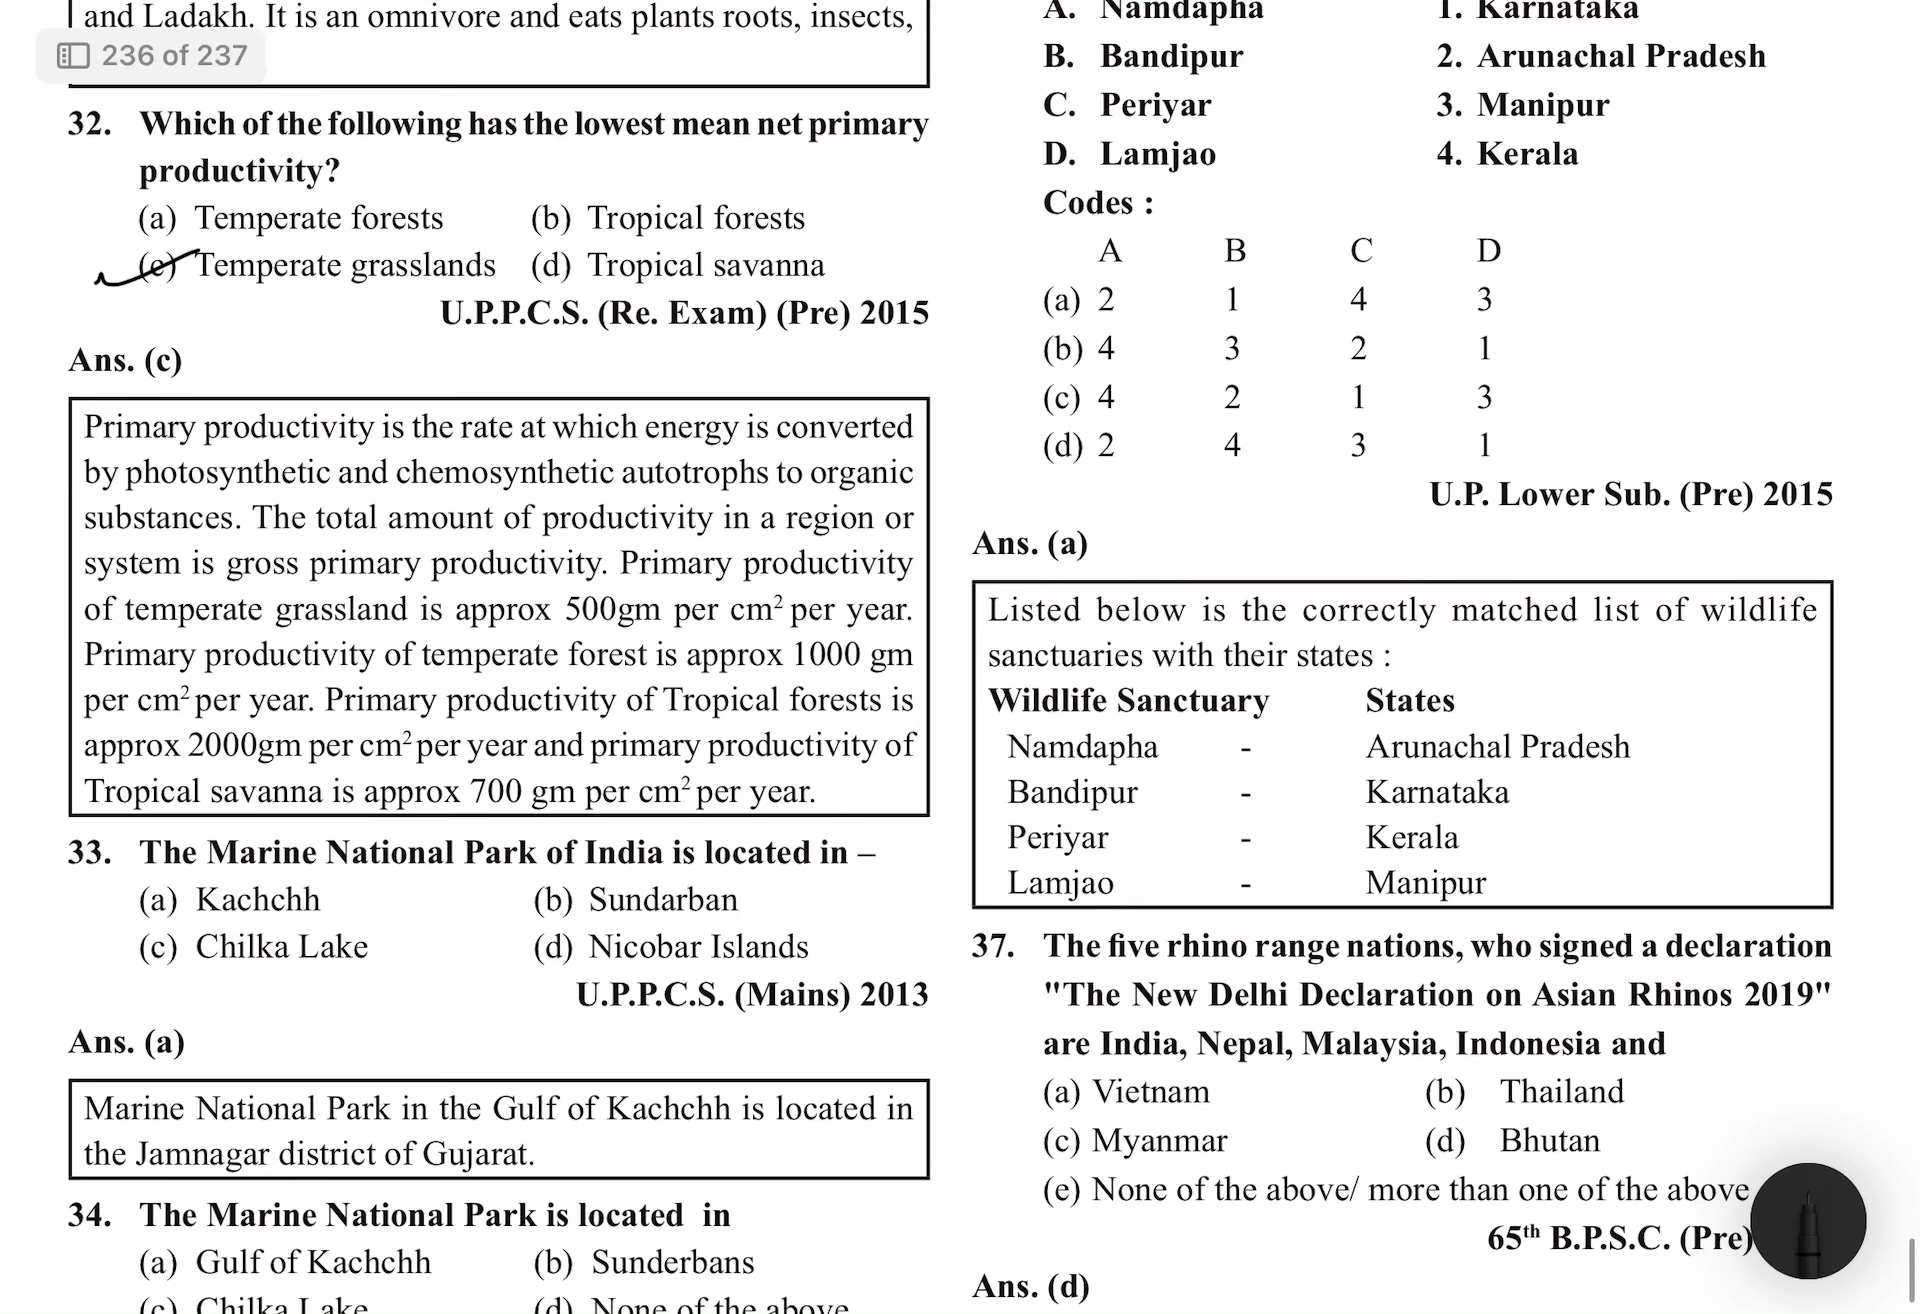 and Ladakh. It is an omnivore and eats plants roots, insects,
236 of 237
32. Which of the following has the lowest mean net primary
productivity?
(a) Temperate forests (b) Tropical forests
(c) Temperate grasslands (d) Tropical savanna
U.P.P.C.S. (Re. Exam) (Pre) 2015
Ans. (c)
Primary productivity is the rate at which energy is converted
by photosynthetic and chemosynthetic autotrophs to organic
substances. The total amount of productivity in a region or
system is gross primary productivity. Primary productivity
of temperate grassland is approx 500gm per cm² per year.
Primary productivity of temperate forest is approx 1000 gm
per cm² per year. Primary productivity of Tropical forests is
approx 2000gm per cm² per year and primary productivity of
Tropical savanna is approx 700 gm per cm² per year.
33. The Marine National Park of India is located in –
(a) Kachchh (b) Sundarban
(c) Chilka Lake (d) Nicobar Islands
U.P.P.C.S. (Mains) 2013
Ans. (a)
Marine National Park in the Gulf of Kachchh is located in
the Jamnagar district of Gujarat.
34. The Marine National Park is located in
(a) Gulf of Kachchh (b) Sunderbans
(c) Chilka Lake (d) None of the above
A. Namdapha 1. Karnataka
B. Bandipur 2. Arunachal Pradesh
C. Periyar 3. Manipur
D. Lamjao 4. Kerala
Codes :
A B C D
(a) 2 1 4 3
(b) 4 3 2 1
(c) 4 2 1 3
(d) 2 4 3 1
U.P. Lower Sub. (Pre) 2015
Ans. (a)
Listed below is the correctly matched list of wildlife
sanctuaries with their states :
Wildlife Sanctuary States
Namdapha - Arunachal Pradesh
Bandipur - Karnataka
Periyar - Kerala
Lamjao - Manipur
37. The five rhino range nations, who signed a declaration
"The New Delhi Declaration on Asian Rhinos 2019"
are India, Nepal, Malaysia, Indonesia and
(a) Vietnam (b) Thailand
(c) Myanmar (d) Bhutan
(e) None of the above/ more than one of the above
65th B.P.S.C. (Pre)
Ans. (d)